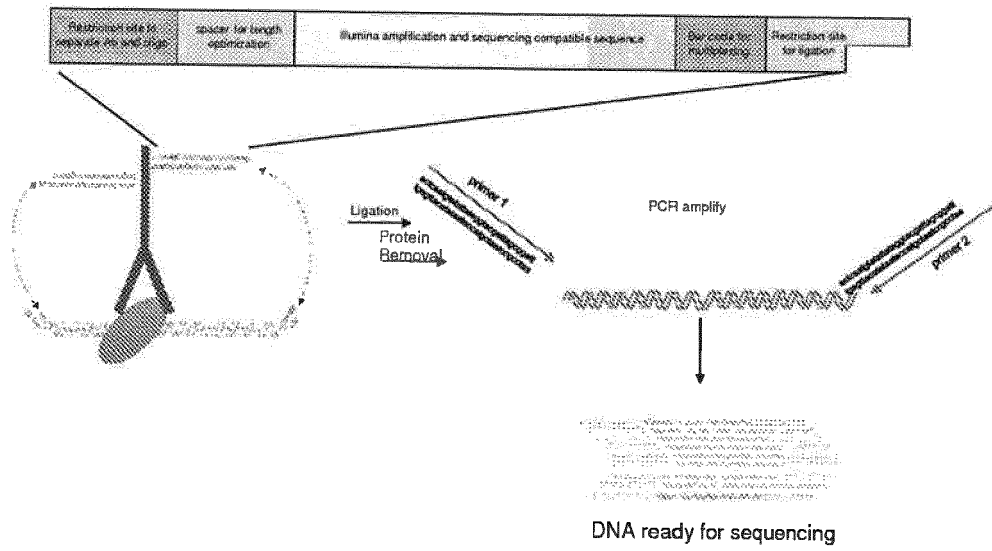 Restriction site to
separate Ab and oligo
spacer for length
optimization
Illumina amplification and sequencing compatible sequence
Bar code for
multiplexing
Restriction site
for ligation
Ligation
Protein
Removal
primer 1
PCR amplify
primer 2
DNA ready for sequencing